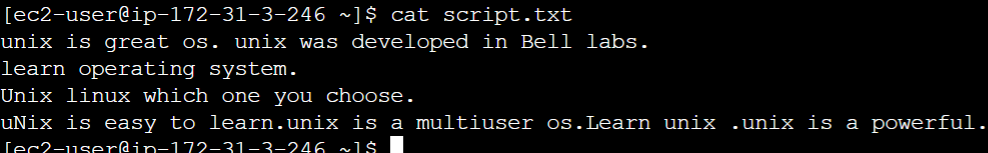 [ec2-user@ip-172-31-3-246 ~]$ cat script.txt
unix is great os. unix was developed in Bell labs.
learn operating system.
Unix linux which one you choose.
uNix is easy to learn.unix is a multiuser os.Learn unix .unix is a powerful.
[ec2-user@ip-172-31-3-246 ~]$